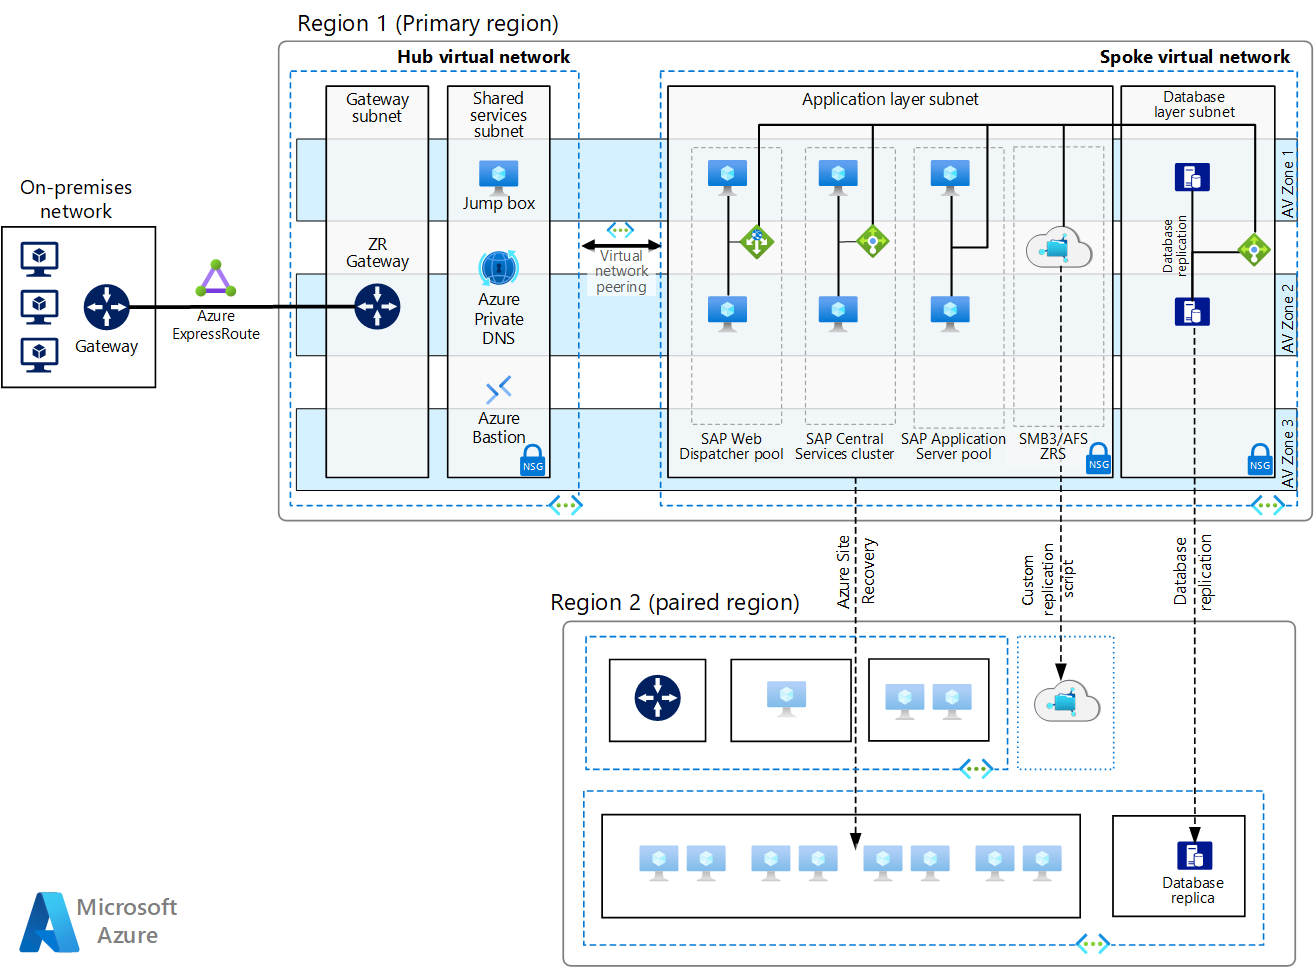 Region 1 (Primary region)
Hub virtual network
Spoke virtual network
Gateway
subnet
Shared
services
subnet
Application layer subnet
Database
layer subnet
AV Zone 1
Jump box
On-premises
network
Gateway
Azure
ExpressRoute
ZR
Gateway
Azure
Private
DNS
Virtual
network
peering
Database
replication
AV Zone 2
Azure
Bastion
NSG
SAP Web
Dispatcher pool
SAP Central
Services cluster
SAP Application
Server pool
SMB3/AFS
ZRS
NSG
NSG
AV Zone 3
Azure Site
Recovery
Custom
replication
script
Database
replication
Region 2 (paired region)
Database
replica
Microsoft
Azure